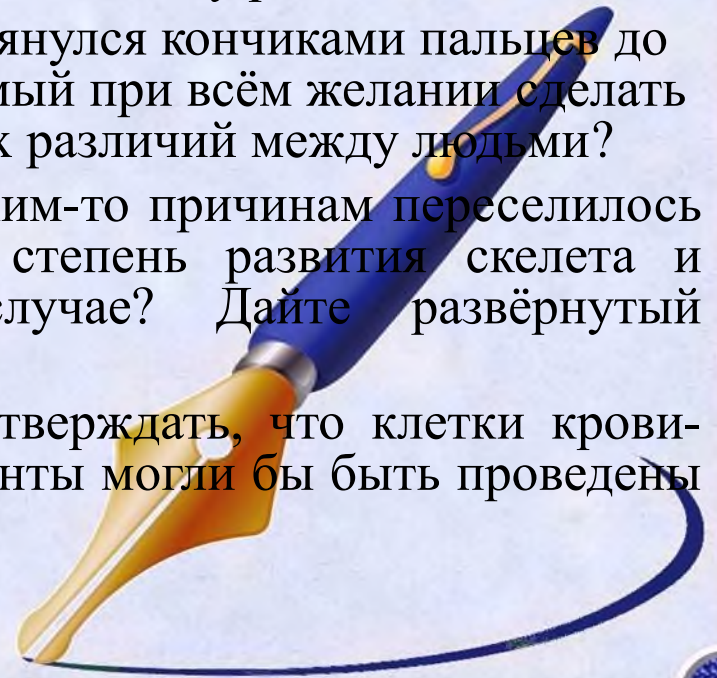 янулся кончиками пальцев до
мый при всём желании сделать
х различий между людьми?
им-то причинам переселилось
степень развития скелета и
случае? Дайте развёрнутый
тверждать, что клетки крови-
нты могли бы быть проведены